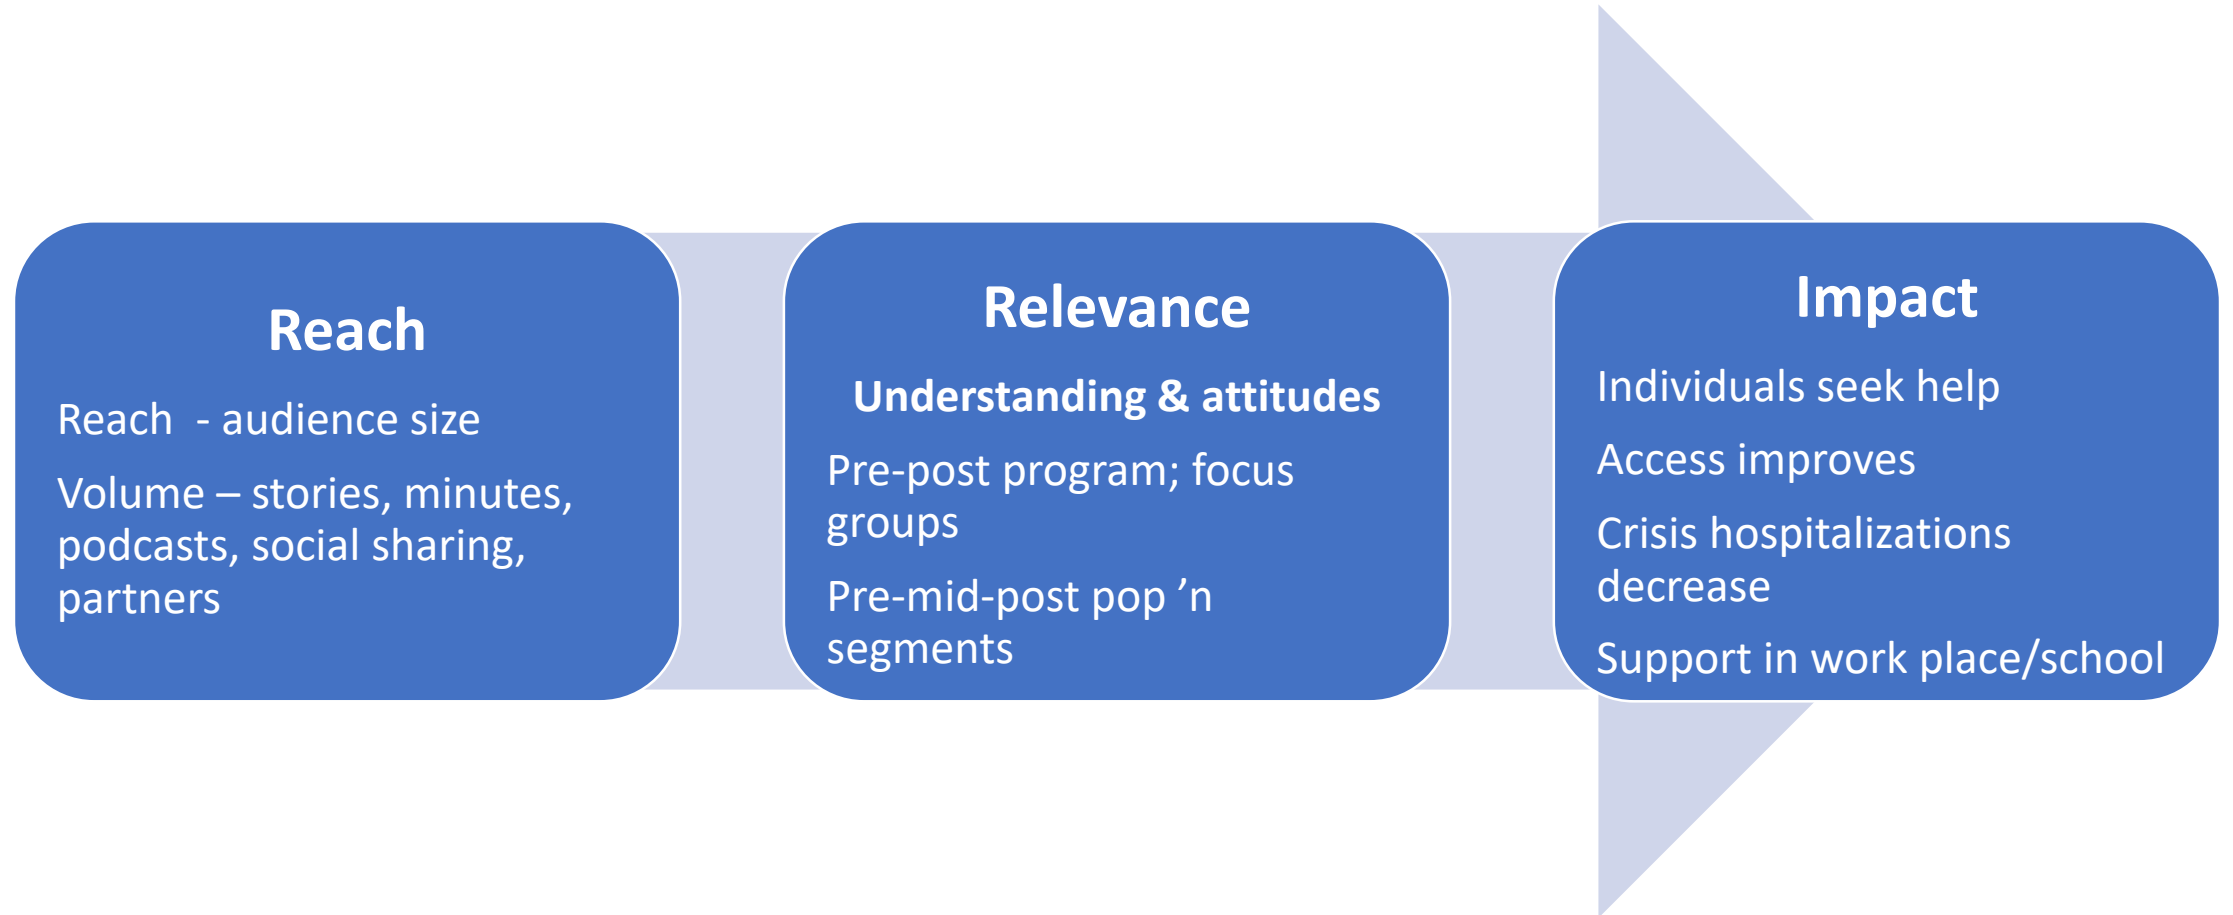 Reach
Reach  - audience size
Volume – stories, minutes,
podcasts, social sharing,
partners
Relevance
Understanding & attitudes
Pre-post program; focus
groups
Pre-mid-post pop ’n
segments
Impact
Individuals seek help
Access improves
Crisis hospitalizations
decrease
Support in work place/school